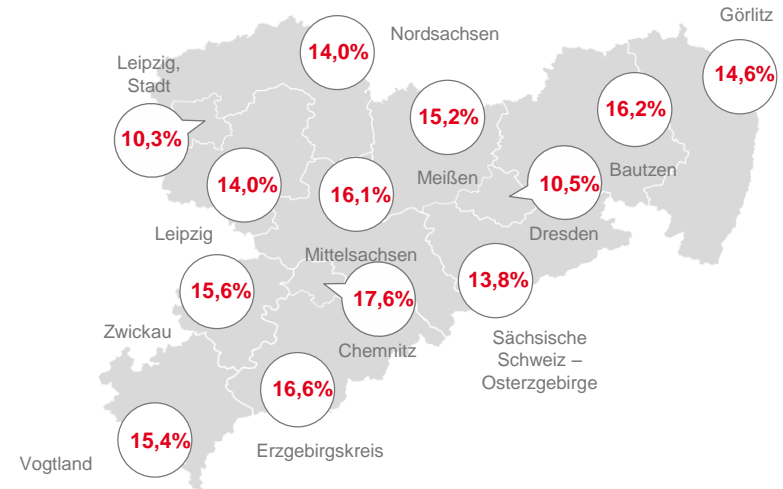 Görlitz
14,0%
Nordsachsen
Leipzig,
Stadt
14,6%
15,2%
16,2%
10,3%
Meißen
Bautzen
14,0%
16,1%
10,5%
Leipzig
Dresden
Mittelsachsen
15,6%
17,6%
13,8%
Zwickau
Chemnitz
Sächsische
Schweiz –
Osterzgebirge
16,6%
15,4%
Erzgebirgskreis
Vogtland